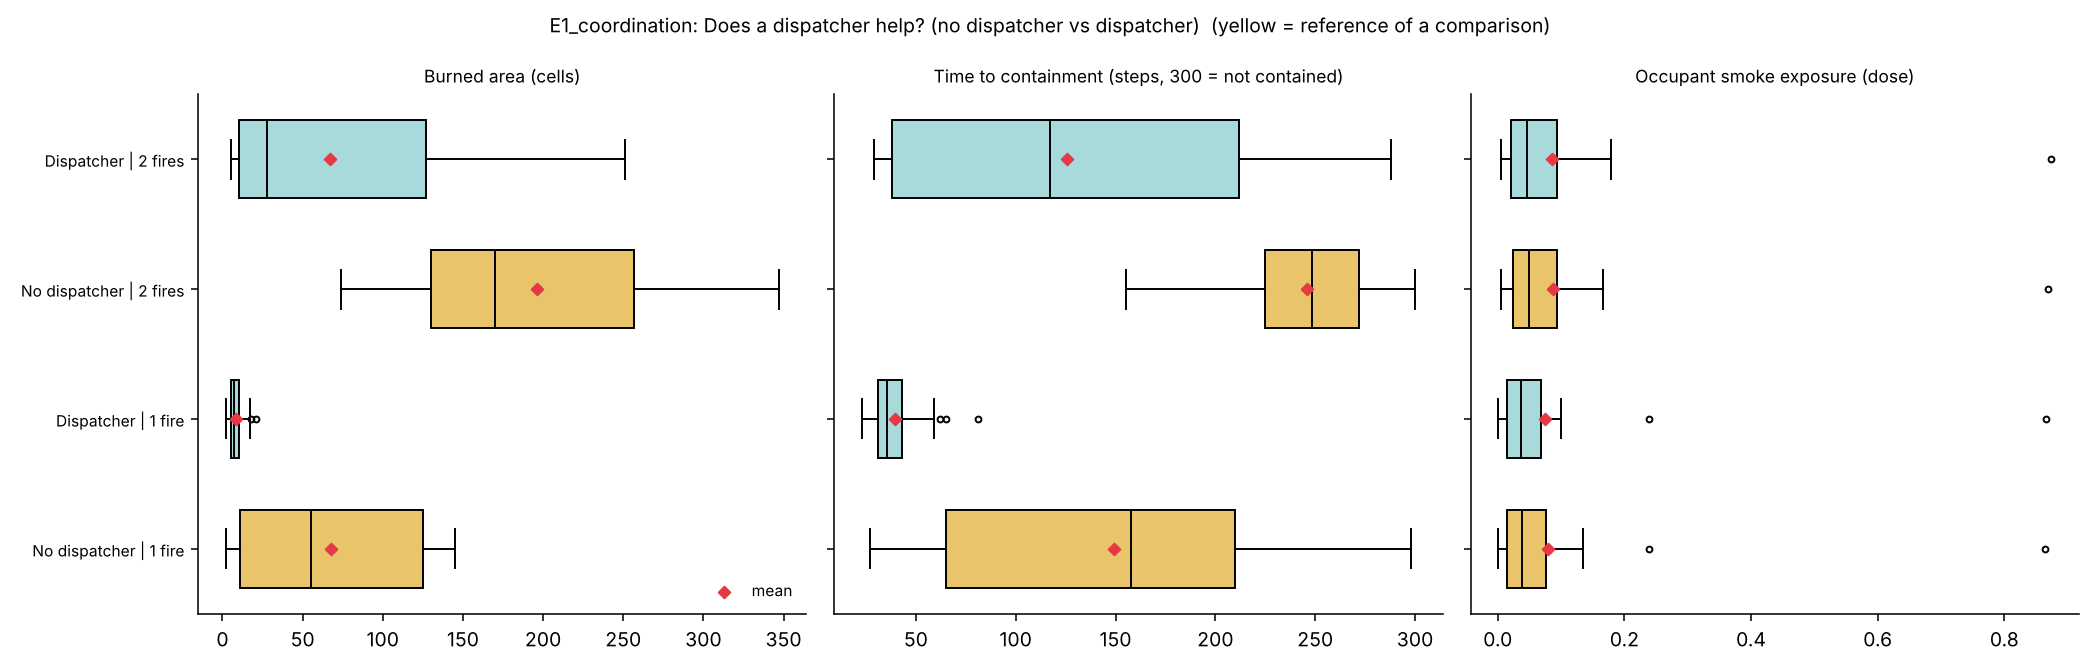 E1_coordination: Does a dispatcher help? (no dispatcher vs dispatcher)  (yellow = reference of a comparison)
Burned area (cells)
Time to containment (steps, 300 = not contained)
Occupant smoke exposure (dose)
Dispatcher | 2 fires
No dispatcher | 2 fires
Dispatcher | 1 fire
No dispatcher | 1 fire
mean
0 50 100 150 200 250 300 350
50 100 150 200 250 300
0.0 0.2 0.4 0.6 0.8